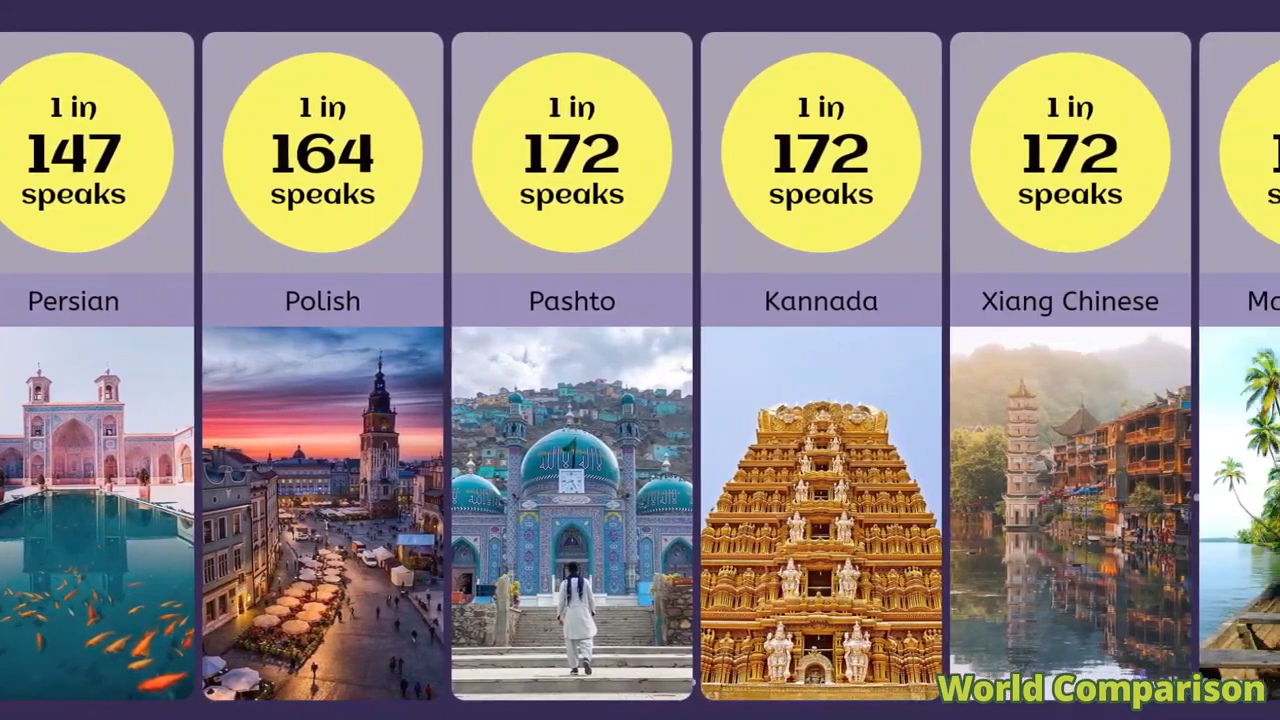 1 in
147
speaks
Persian
1 in
164
speaks
Polish
1 in
172
speaks
Pashto
1 in
172
speaks
Kannada
1 in
172
speaks
Xiang Chinese
World Comparison